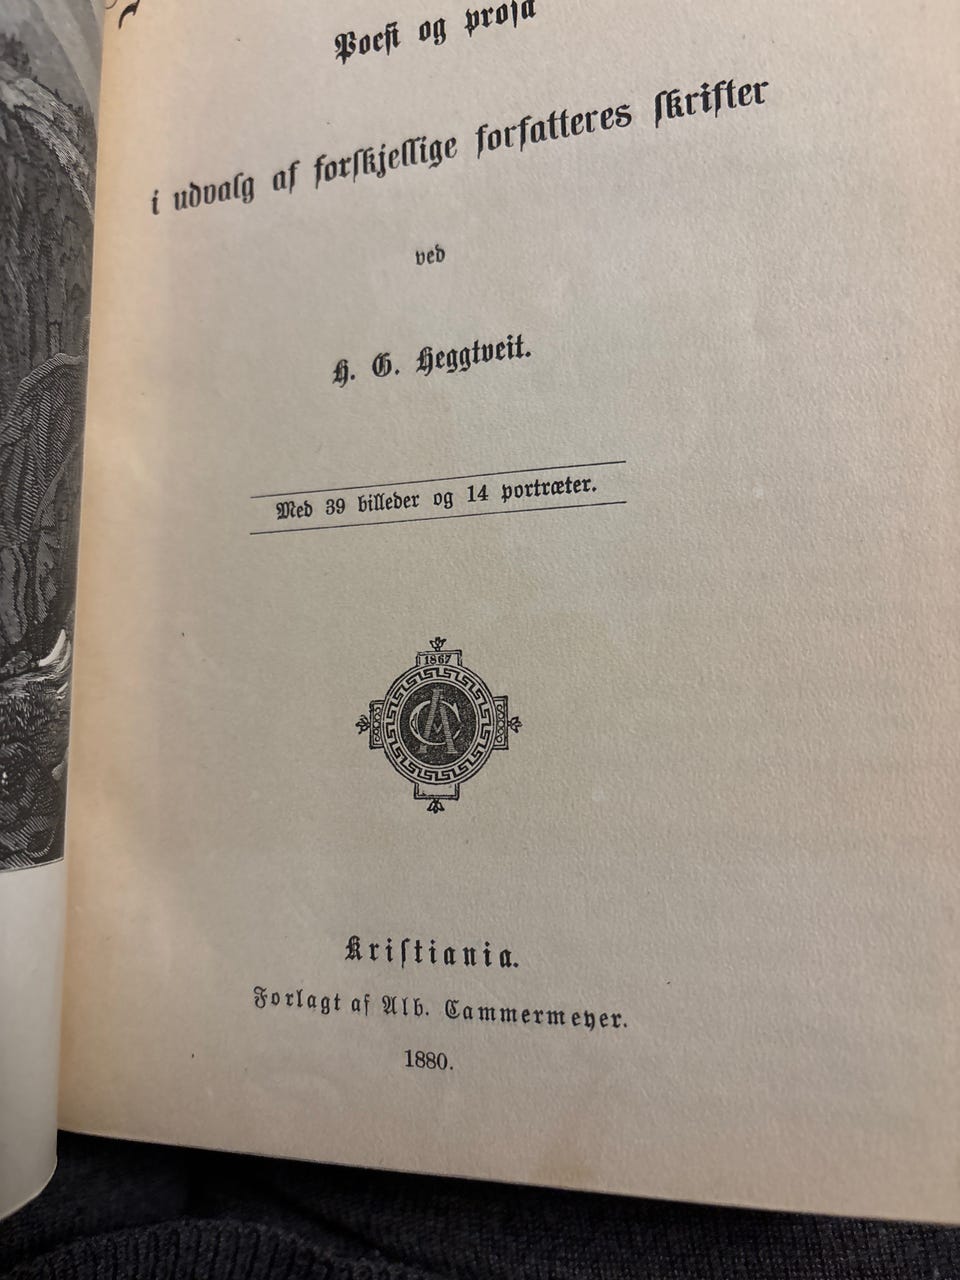 Poesi og prosa
i udvalg af forskjellige forfatteres skrifter
ved
H. G. Heggtveit.
Med 39 billeder og 14 portræter.
1867
CA
Kristiania.
Forlagt af Alb. Cammermeyer.
1880.